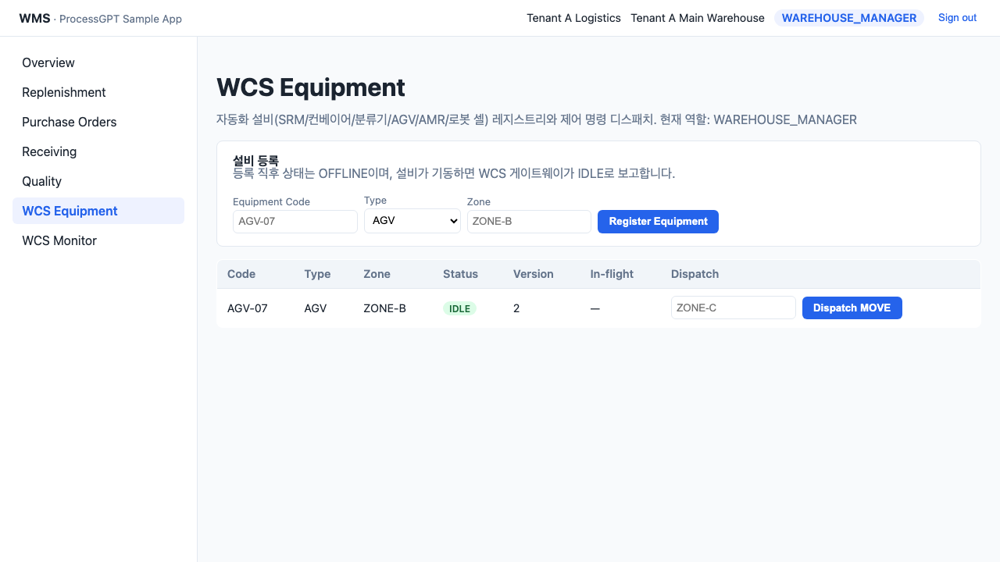 WMS · ProcessGPT Sample App
Tenant A Logistics Tenant A Main Warehouse WAREHOUSE_MANAGER Sign out
Overview
Replenishment
Purchase Orders
Receiving
Quality
WCS Equipment
WCS Monitor
WCS Equipment
자동화 설비(SRM/컨베이어/분류기/AGV/AMR/로봇 셀) 레지스트리와 제어 명령 디스패치. 현재 역할: WAREHOUSE_MANAGER
설비 등록
등록 직후 상태는 OFFLINE이며, 설비가 기동하면 WCS 게이트웨이가 IDLE로 보고합니다.
Equipment Code Type Zone
AGV-07 AGV ZONE-B Register Equipment
Code Type Zone Status Version In-flight Dispatch
AGV-07 AGV ZONE-B IDLE 2 — ZONE-C Dispatch MOVE